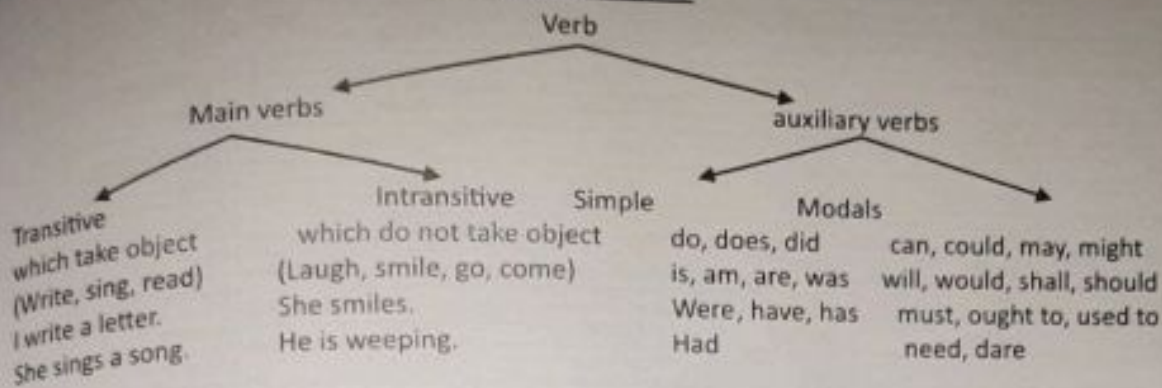 Verb
Main verbs
auxiliary verbs
Transitive
which take object
(Write, sing, read)
I write a letter.
She sings a song.
Intransitive
which do not take object
(Laugh, smile, go, come)
She smiles.
He is weeping.
Simple
do, does, did
is, am, are, was
Were, have, has
Had
Modals
can, could, may, might
will, would, shall, should
must, ought to, used to
need, dare